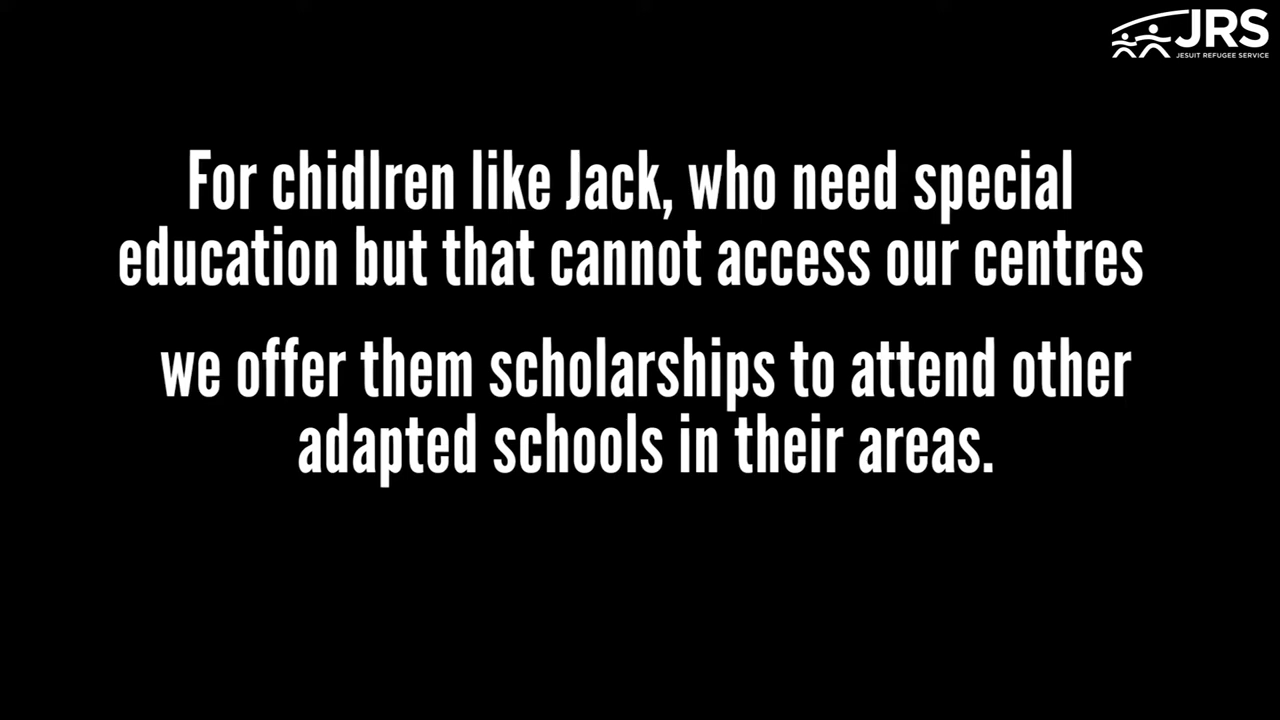 JRS
JESUIT REFUGEE SERVICE
For chidlren like Jack, who need special
education but that cannot access our centres
we offer them scholarships to attend other
adapted schools in their areas.